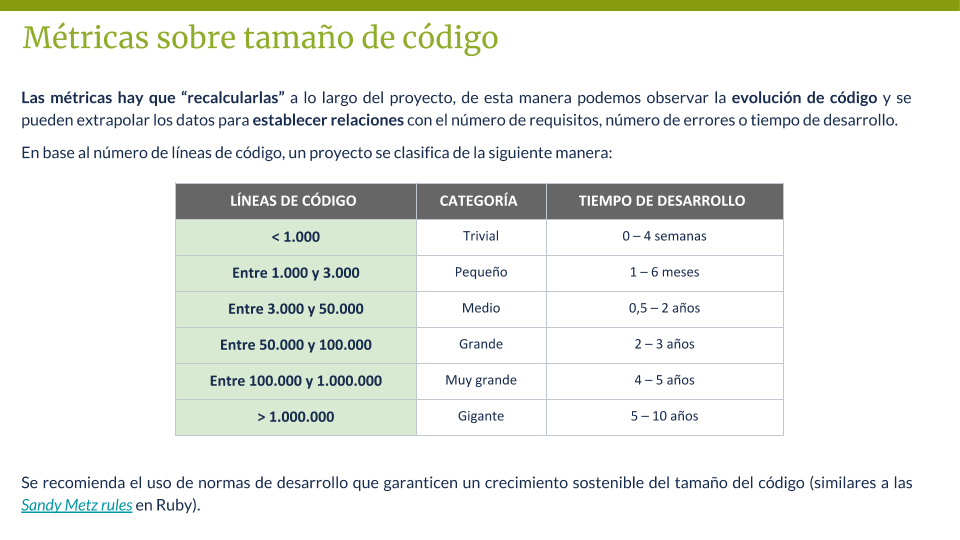 Métricas sobre tamaño de código
Las métricas hay que “recalcularlas” a lo largo del proyecto, de esta manera podemos observar la evolución de código y se
pueden extrapolar los datos para establecer relaciones con el número de requisitos, número de errores o tiempo de desarrollo.
En base al número de líneas de código, un proyecto se clasifica de la siguiente manera:
LÍNEAS DE CÓDIGO CATEGORÍA TIEMPO DE DESARROLLO
< 1.000 Trivial 0 – 4 semanas
Entre 1.000 y 3.000 Pequeño 1 – 6 meses
Entre 3.000 y 50.000 Medio 0,5 – 2 años
Entre 50.000 y 100.000 Grande 2 – 3 años
Entre 100.000 y 1.000.000 Muy grande 4 – 5 años
> 1.000.000 Gigante 5 – 10 años
Se recomienda el uso de normas de desarrollo que garanticen un crecimiento sostenible del tamaño del código (similares a las
Sandy Metz rules en Ruby).